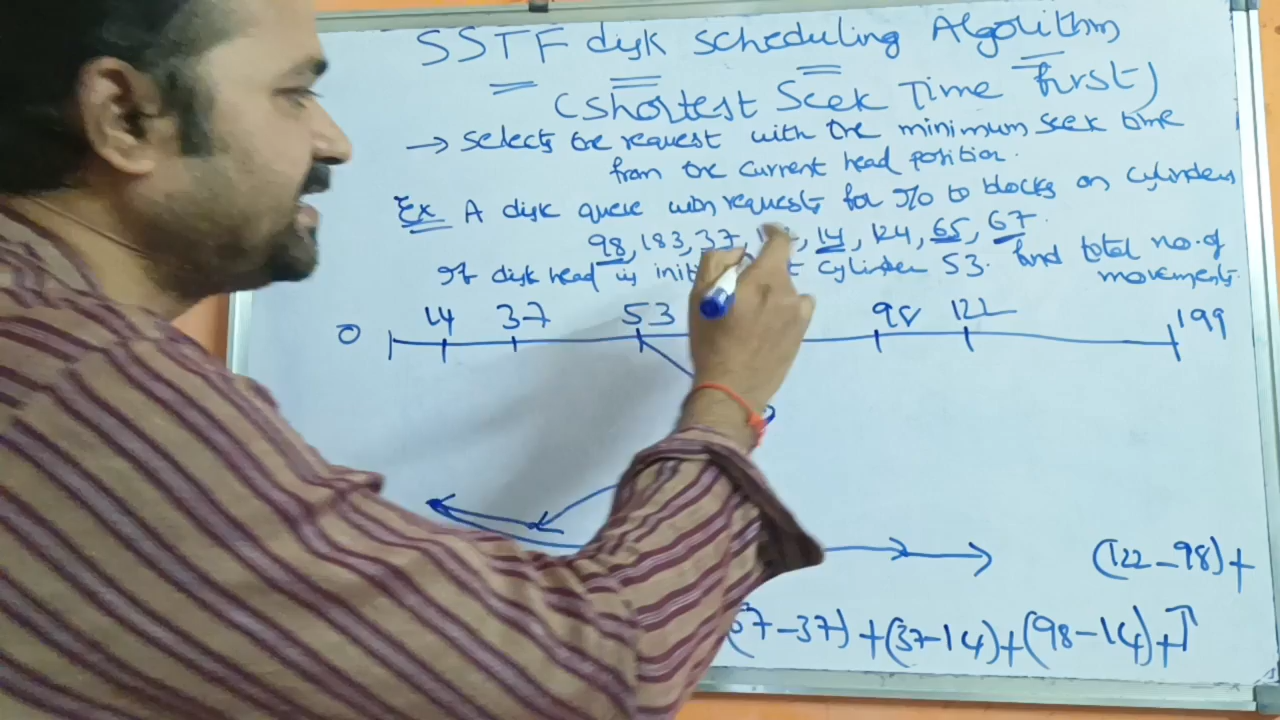 SSTF disk scheduling Algorithm
(Shortest Seek Time first)
→ selects the request with the minimum seek time
from the current head position.
Ex A disk queue with requests for I/O to blocks on cylinders
98, 183, 37, 14, 124, 65, 67.
If disk head is at cylinder 53. find total no. of
movements.
0 14 37 53 98 122 199
(122-98)+
7-37)+(37-14)+(98-14)+